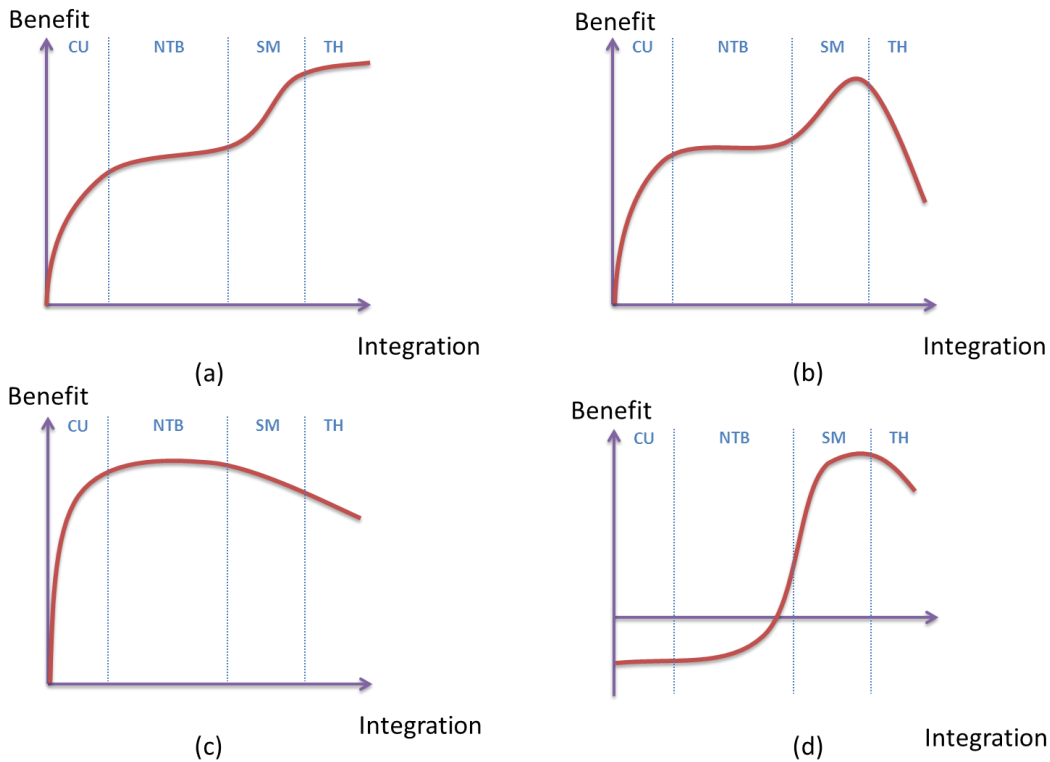 Benefit
CU NTB SM TH
Integration
(a)
Benefit
CU NTB SM TH
Integration
(b)
Benefit
CU NTB SM TH
Integration
(c)
Benefit
CU NTB SM TH
Integration
(d)